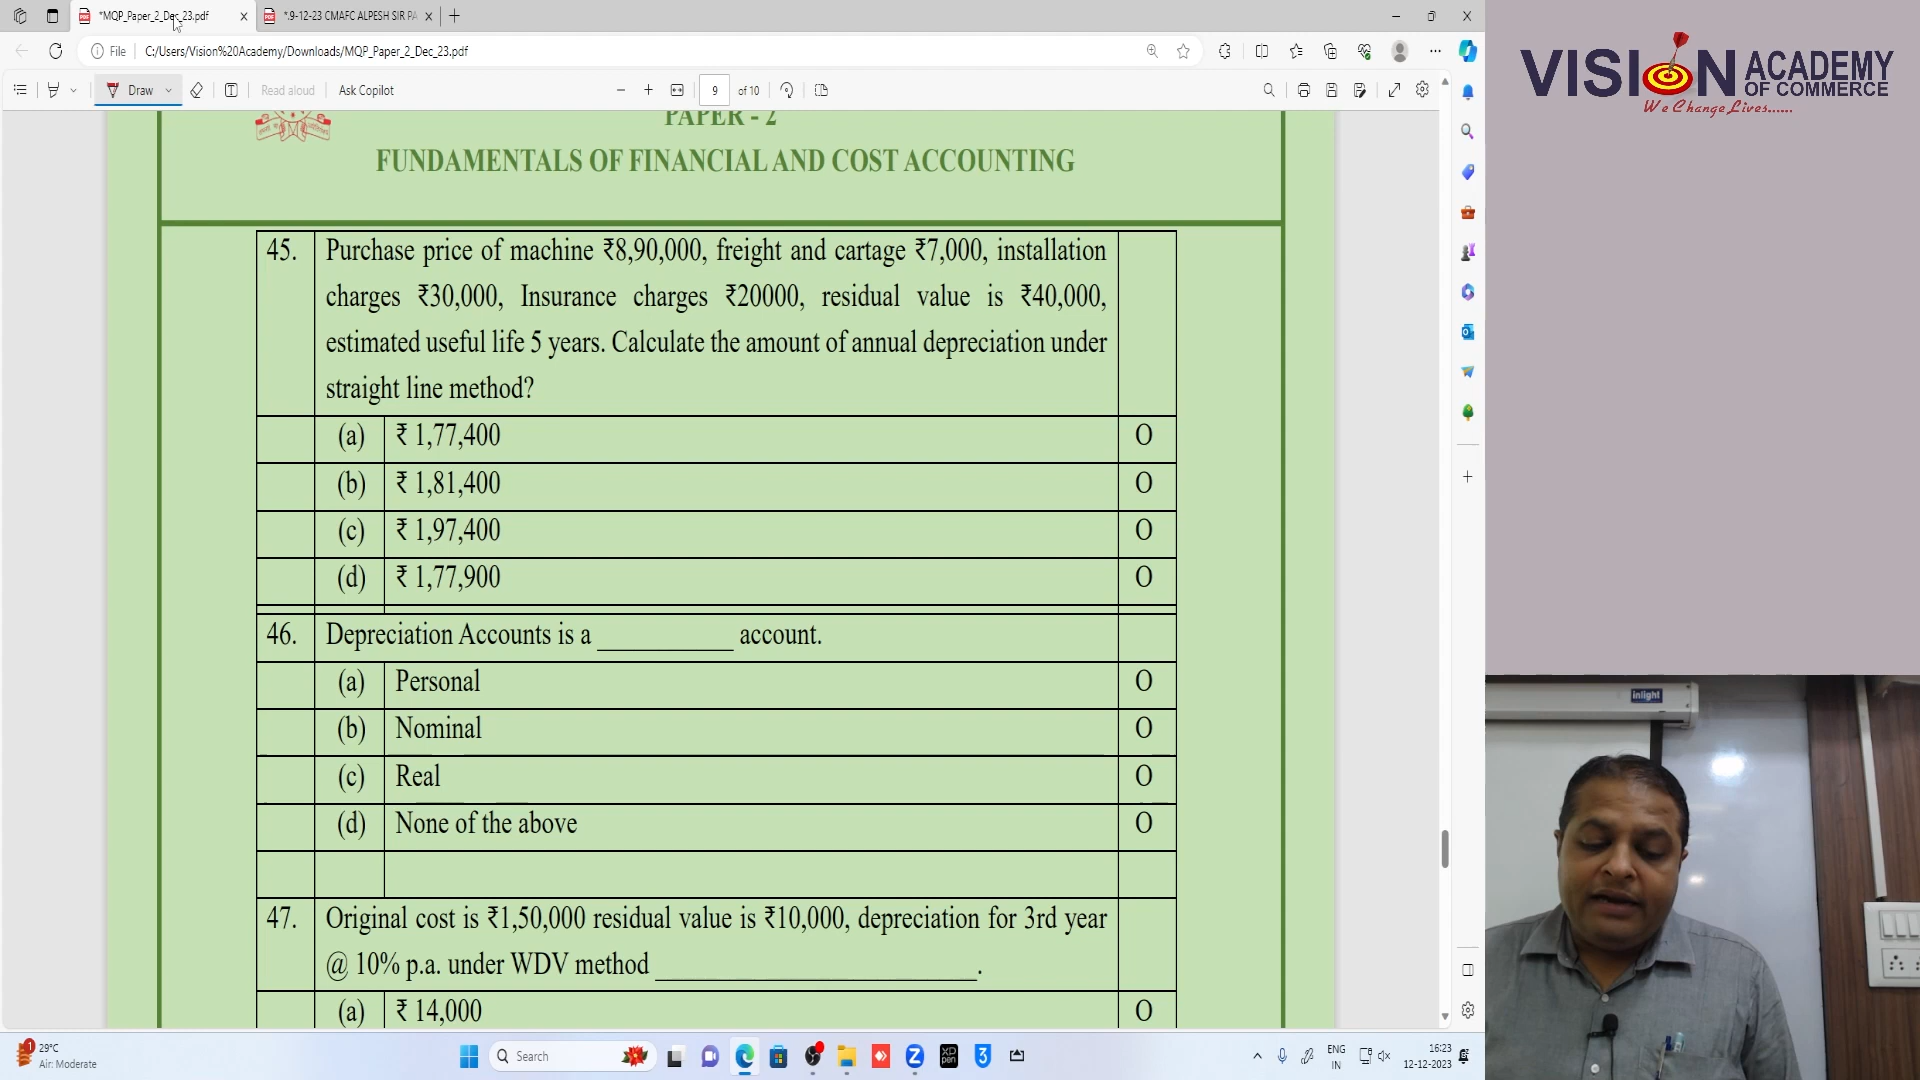 *MQP_Paper_2_Dec_23.pdf
*.9-12-23 CMAFC ALPESH SIR PA
File
C:/Users/Vision%20Academy/Downloads/MQP_Paper_2_Dec_23.pdf
Draw
Read aloud
Ask Copilot
9 of 10
VISION ACADEMY
OF COMMERCE
We Change Lives......
PAPER - 2
FUNDAMENTALS OF FINANCIAL AND COST ACCOUNTING
45. Purchase price of machine ₹8,90,000, freight and cartage ₹7,000, installation
charges ₹30,000, Insurance charges ₹20000, residual value is ₹40,000,
estimated useful life 5 years. Calculate the amount of annual depreciation under
straight line method?
(a) ₹ 1,77,400 O
(b) ₹ 1,81,400 O
(c) ₹ 1,97,400 O
(d) ₹ 1,77,900 O
46. Depreciation Accounts is a __________ account.
(a) Personal O
(b) Nominal O
(c) Real O
(d) None of the above O
47. Original cost is ₹1,50,000 residual value is ₹10,000, depreciation for 3rd year
@ 10% p.a. under WDV method ________________________.
(a) ₹ 14,000 O
inlight
1
29°C
Air: Moderate
Search
ENG
IN
16:23
12-12-2023